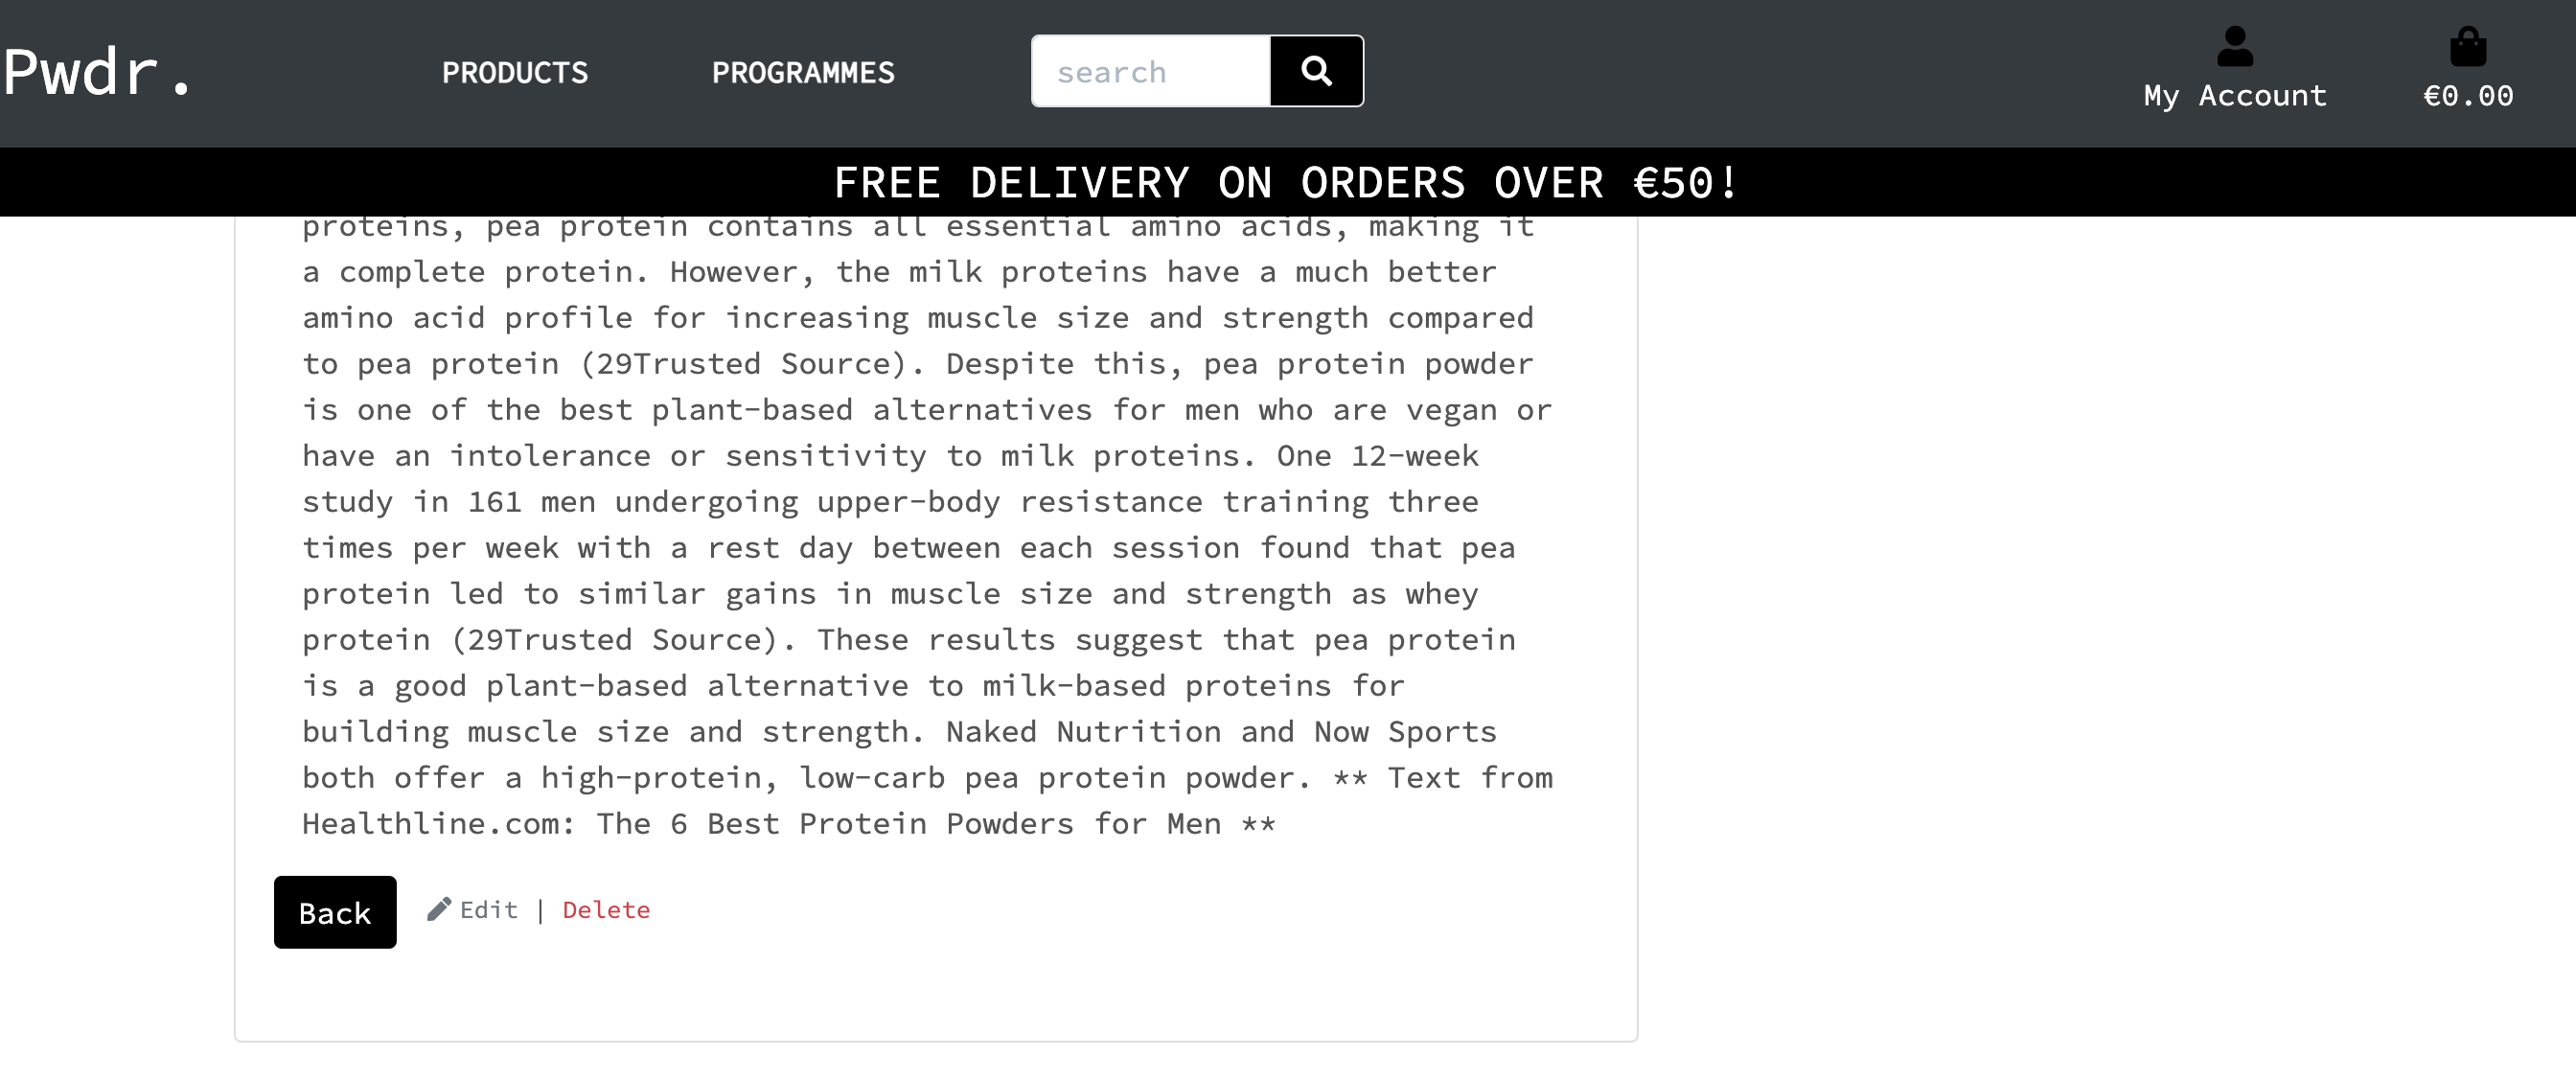 Pwdr.
PRODUCTS
PROGRAMMES
search
My Account
€0.00
FREE DELIVERY ON ORDERS OVER €50!
proteins, pea protein contains all essential amino acids, making it
a complete protein. However, the milk proteins have a much better
amino acid profile for increasing muscle size and strength compared
to pea protein (29Trusted Source). Despite this, pea protein powder
is one of the best plant-based alternatives for men who are vegan or
have an intolerance or sensitivity to milk proteins. One 12-week
study in 161 men undergoing upper-body resistance training three
times per week with a rest day between each session found that pea
protein led to similar gains in muscle size and strength as whey
protein (29Trusted Source). These results suggest that pea protein
is a good plant-based alternative to milk-based proteins for
building muscle size and strength. Naked Nutrition and Now Sports
both offer a high-protein, low-carb pea protein powder. ** Text from
Healthline.com: The 6 Best Protein Powders for Men **
Back
Edit | Delete